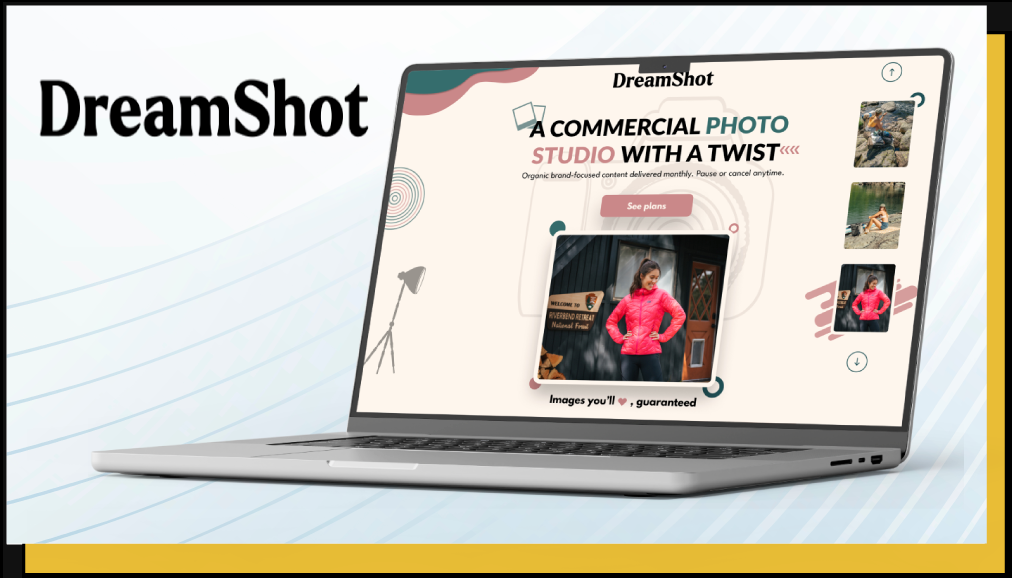 DreamShot
DreamShot
A COMMERCIAL PHOTO
STUDIO WITH A TWIST
Organic brand-focused content delivered monthly. Pause or cancel anytime.
See plans
WELCOME TO
RIVERBEND RETREAT
National Forest
Images you'll ♥, guaranteed